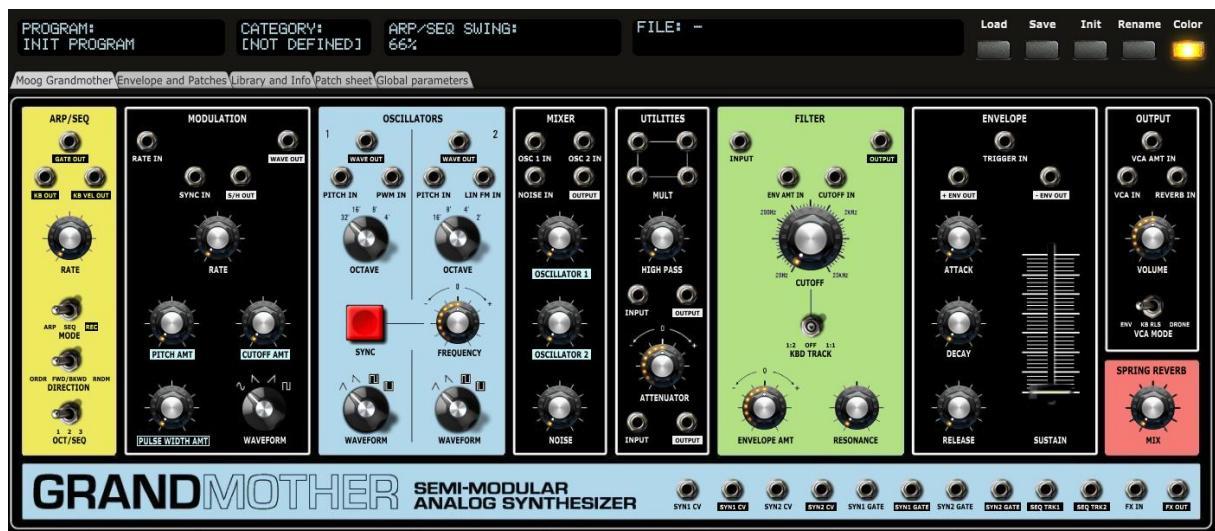 PROGRAM:
INIT PROGRAM
CATEGORY:
[NOT DEFINED]
ARP/SEQ SWING:
66%
FILE: -
Load Save Init Rename Color
Moog Grandmother Envelope and Patches Library and Info Patch sheet Global parameters
ARP/SEQ
GATE OUT
KB OUT KB VEL OUT
RATE
ARP SEQ REC
MODE
ORDR FWD/BKWD RNDM
DIRECTION
1 2 3
OCT/SEQ
MODULATION
RATE IN WAVE OUT
SYNC IN S/H OUT
RATE
PITCH AMT CUTOFF AMT
PULSE WIDTH AMT WAVEFORM
OSCILLATORS
1 2
WAVE OUT WAVE OUT
PITCH IN PWM IN PITCH IN LIN FM IN
32' 16' 8' 4' 16' 8' 4' 2'
OCTAVE OCTAVE
- 0 +
SYNC FREQUENCY
WAVEFORM WAVEFORM
MIXER
OSC 1 IN OSC 2 IN
NOISE IN OUTPUT
OSCILLATOR 1
OSCILLATOR 2
NOISE
UTILITIES
MULT
HIGH PASS
INPUT OUTPUT
- 0 +
ATTENUATOR
INPUT OUTPUT
FILTER
INPUT OUTPUT
ENV AMT IN CUTOFF IN
200Hz 2kHz
20Hz 20kHz
CUTOFF
1:2 OFF 1:1
KBD TRACK
- 0 +
ENVELOPE AMT RESONANCE
ENVELOPE
TRIGGER IN
+ ENV OUT - ENV OUT
ATTACK
DECAY
RELEASE SUSTAIN
OUTPUT
VCA AMT IN
VCA IN REVERB IN
VOLUME
ENV KB RLS DRONE
VCA MODE
SPRING REVERB
MIX
GRANDMOTHER SEMI-MODULAR
ANALOG SYNTHESIZER
SYN1 CV SYN1 CV SYN2 CV SYN2 CV SYN1 GATE SYN1 GATE SYN2 GATE SYN2 GATE SEQ TRK1 SEQ TRK2 FX IN FX OUT